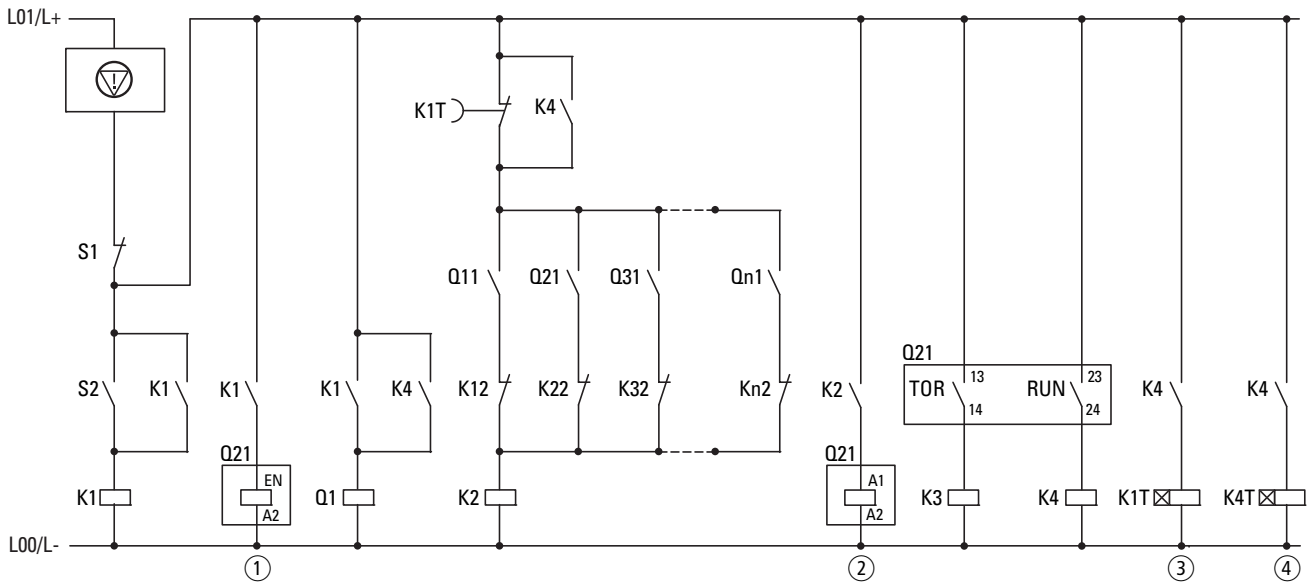 L01/L+
!
K1T
K4
S1
Q11
Q21
Q31
Qn1
Q21
S2
K1
K1
K1
K4
K12
K22
K32
Kn2
K2
TOR
13
14
RUN
23
24
K4
K4
Q21
EN
A2
Q21
A1
A2
K1
Q1
K2
K3
K4
K1T
K4T
L00/L-
1
2
3
4